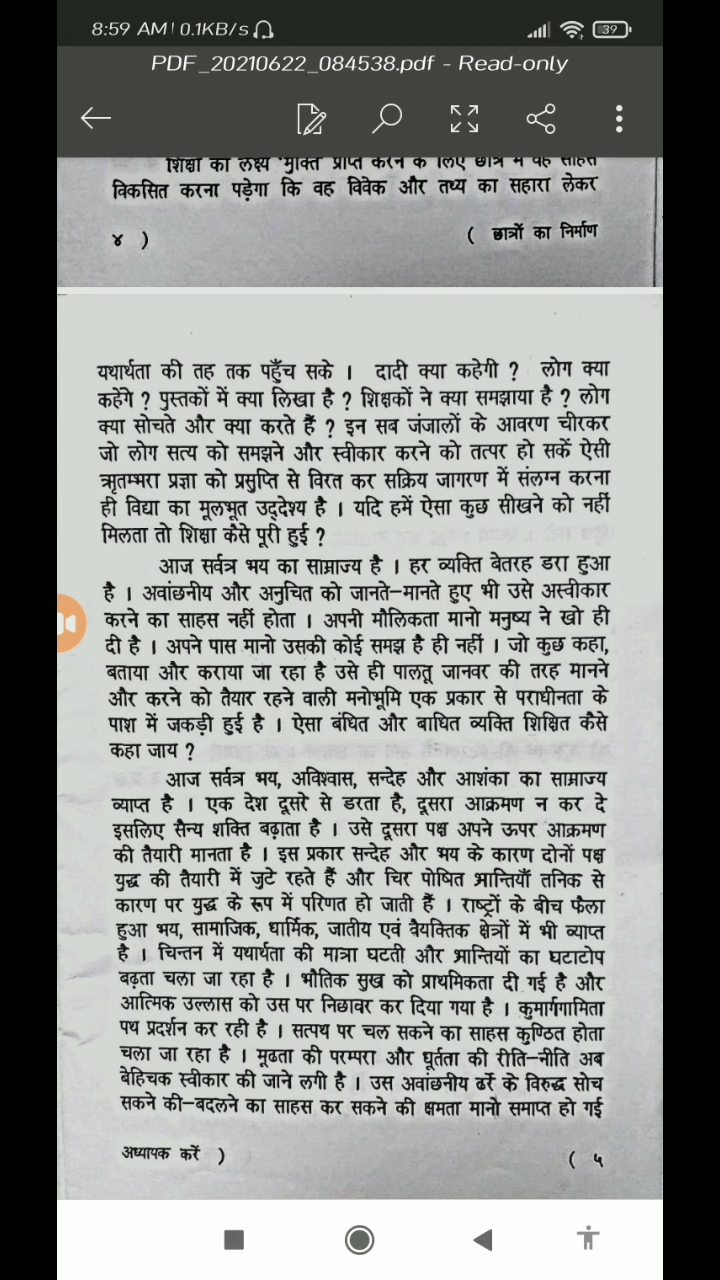 8:59 AM | 0.1KB/s 39
PDF_20210622_084538.pdf - Read-only
शिक्षा का लक्ष्य 'मुक्ति' प्राप्त करने के लिए छात्र में वह साहस
विकसित करना पड़ेगा कि वह विवेक और तथ्य का सहारा लेकर
४ ) ( छात्रों का निर्माण
यथार्थता की तह तक पहुँच सके । दादी क्या कहेगी ? लोग क्या
कहेंगे ? पुस्तकों में क्या लिखा है ? शिक्षकों ने क्या समझाया है ? लोग
क्या सोचते और क्या करते हैं ? इन सब जंजालों के आवरण चीरकर
जो लोग सत्य को समझने और स्वीकार करने को तत्पर हो सकें ऐसी
ऋतम्भरा प्रज्ञा को प्रसुप्ति से विरत कर सक्रिय जागरण में संलग्न करना
ही विद्या का मूलभूत उद्देश्य है । यदि हमें ऐसा कुछ सीखने को नहीं
मिलता तो शिक्षा कैसे पूरी हुई ?
आज सर्वत्र भय का साम्राज्य है । हर व्यक्ति बेतरह डरा हुआ
है । अवांछनीय और अनुचित को जानते-मानते हुए भी उसे अस्वीकार
करने का साहस नहीं होता । अपनी मौलिकता मानो मनुष्य ने खो ही
दी है । अपने पास मानो उसकी कोई समझ है ही नहीं । जो कुछ कहा,
बताया और कराया जा रहा है उसे ही पालतू जानवर की तरह मानने
और करने को तैयार रहने वाली मनोभूमि एक प्रकार से पराधीनता के
पाश में जकड़ी हुई है । ऐसा बंधित और बाधित व्यक्ति शिक्षित कैसे
कहा जाय ?
आज सर्वत्र भय, अविश्वास, सन्देह और आशंका का साम्राज्य
व्याप्त है । एक देश दूसरे से डरता है, दूसरा आक्रमण न कर दे
इसलिए सैन्य शक्ति बढ़ाता है । उसे दूसरा पक्ष अपने ऊपर आक्रमण
की तैयारी मानता है । इस प्रकार सन्देह और भय के कारण दोनों पक्ष
युद्ध की तैयारी में जुटे रहते हैं और चिर पोषित भ्रान्तियाँ तनिक से
कारण पर युद्ध के रूप में परिणत हो जाती हैं । राष्ट्रों के बीच फैला
हुआ भय, सामाजिक, धार्मिक, जातीय एवं वैयक्तिक क्षेत्रों में भी व्याप्त
है । चिन्तन में यथार्थता की मात्रा घटती और भ्रान्तियों का घटाटोप
बढ़ता चला जा रहा है । भौतिक सुख को प्राथमिकता दी गई है और
आत्मिक उल्लास को उस पर निछावर कर दिया गया है । कुमार्गगामिता
पथ प्रदर्शन कर रही है । सत्पथ पर चल सकने का साहस कुण्ठित होता
चला जा रहा है । मूढता की परम्परा और धूर्तता की रीति-नीति अब
बेहिचक स्वीकार की जाने लगी है । उस अवांछनीय ढर्रे के विरुद्ध सोच
सकने की-बदलने का साहस कर सकने की क्षमता मानो समाप्त हो गई
अध्यापक करें ) ( ५